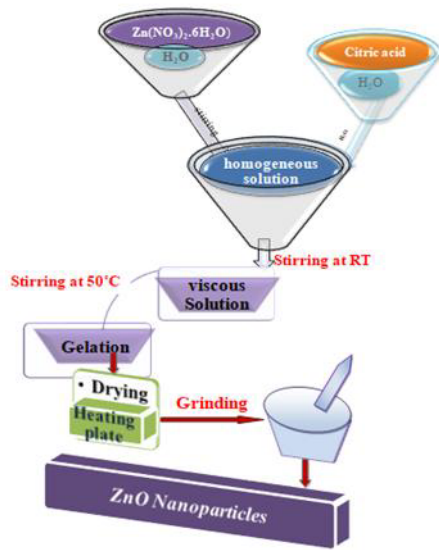 Zn(NO₃)₂.6H₂O)
H₂O
Citric acid
H₂O
stirring
homogeneous
solution
Stirring at RT
Stirring at 50˚C
viscous
Solution
Gelation
• Drying
Heating
plate
Grinding
ZnO Nanoparticles